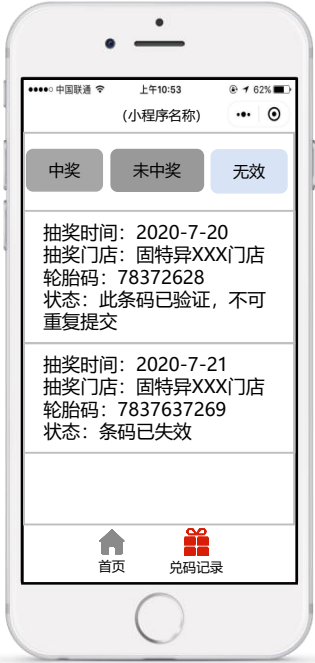 中国联通 上午10:53 62%
(小程序名称)
中奖 未中奖 无效
抽奖时间：2020-7-20
抽奖门店：固特异XXX门店
轮胎码：78372628
状态：此条码已验证，不可
重复提交
抽奖时间：2020-7-21
抽奖门店：固特异XXX门店
轮胎码：7837637269
状态：条码已失效
首页 兑码记录